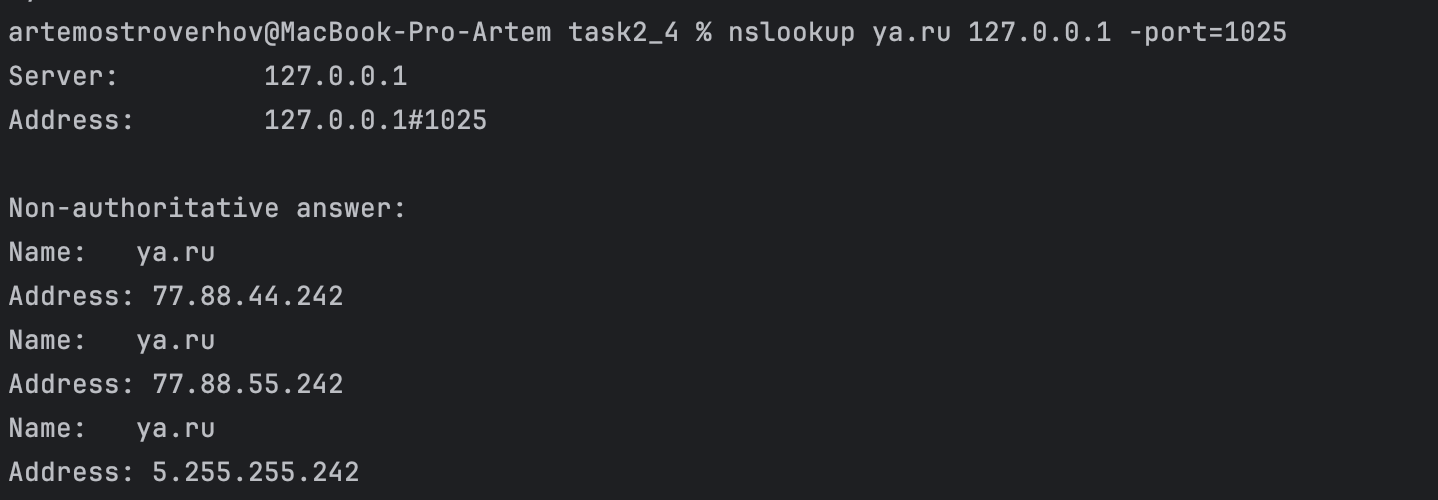 artemostroverhov@MacBook-Pro-Artem task2_4 % nslookup ya.ru 127.0.0.1 -port=1025
Server:		127.0.0.1
Address:	127.0.0.1#1025

Non-authoritative answer:
Name:	ya.ru
Address: 77.88.44.242
Name:	ya.ru
Address: 77.88.55.242
Name:	ya.ru
Address: 5.255.255.242